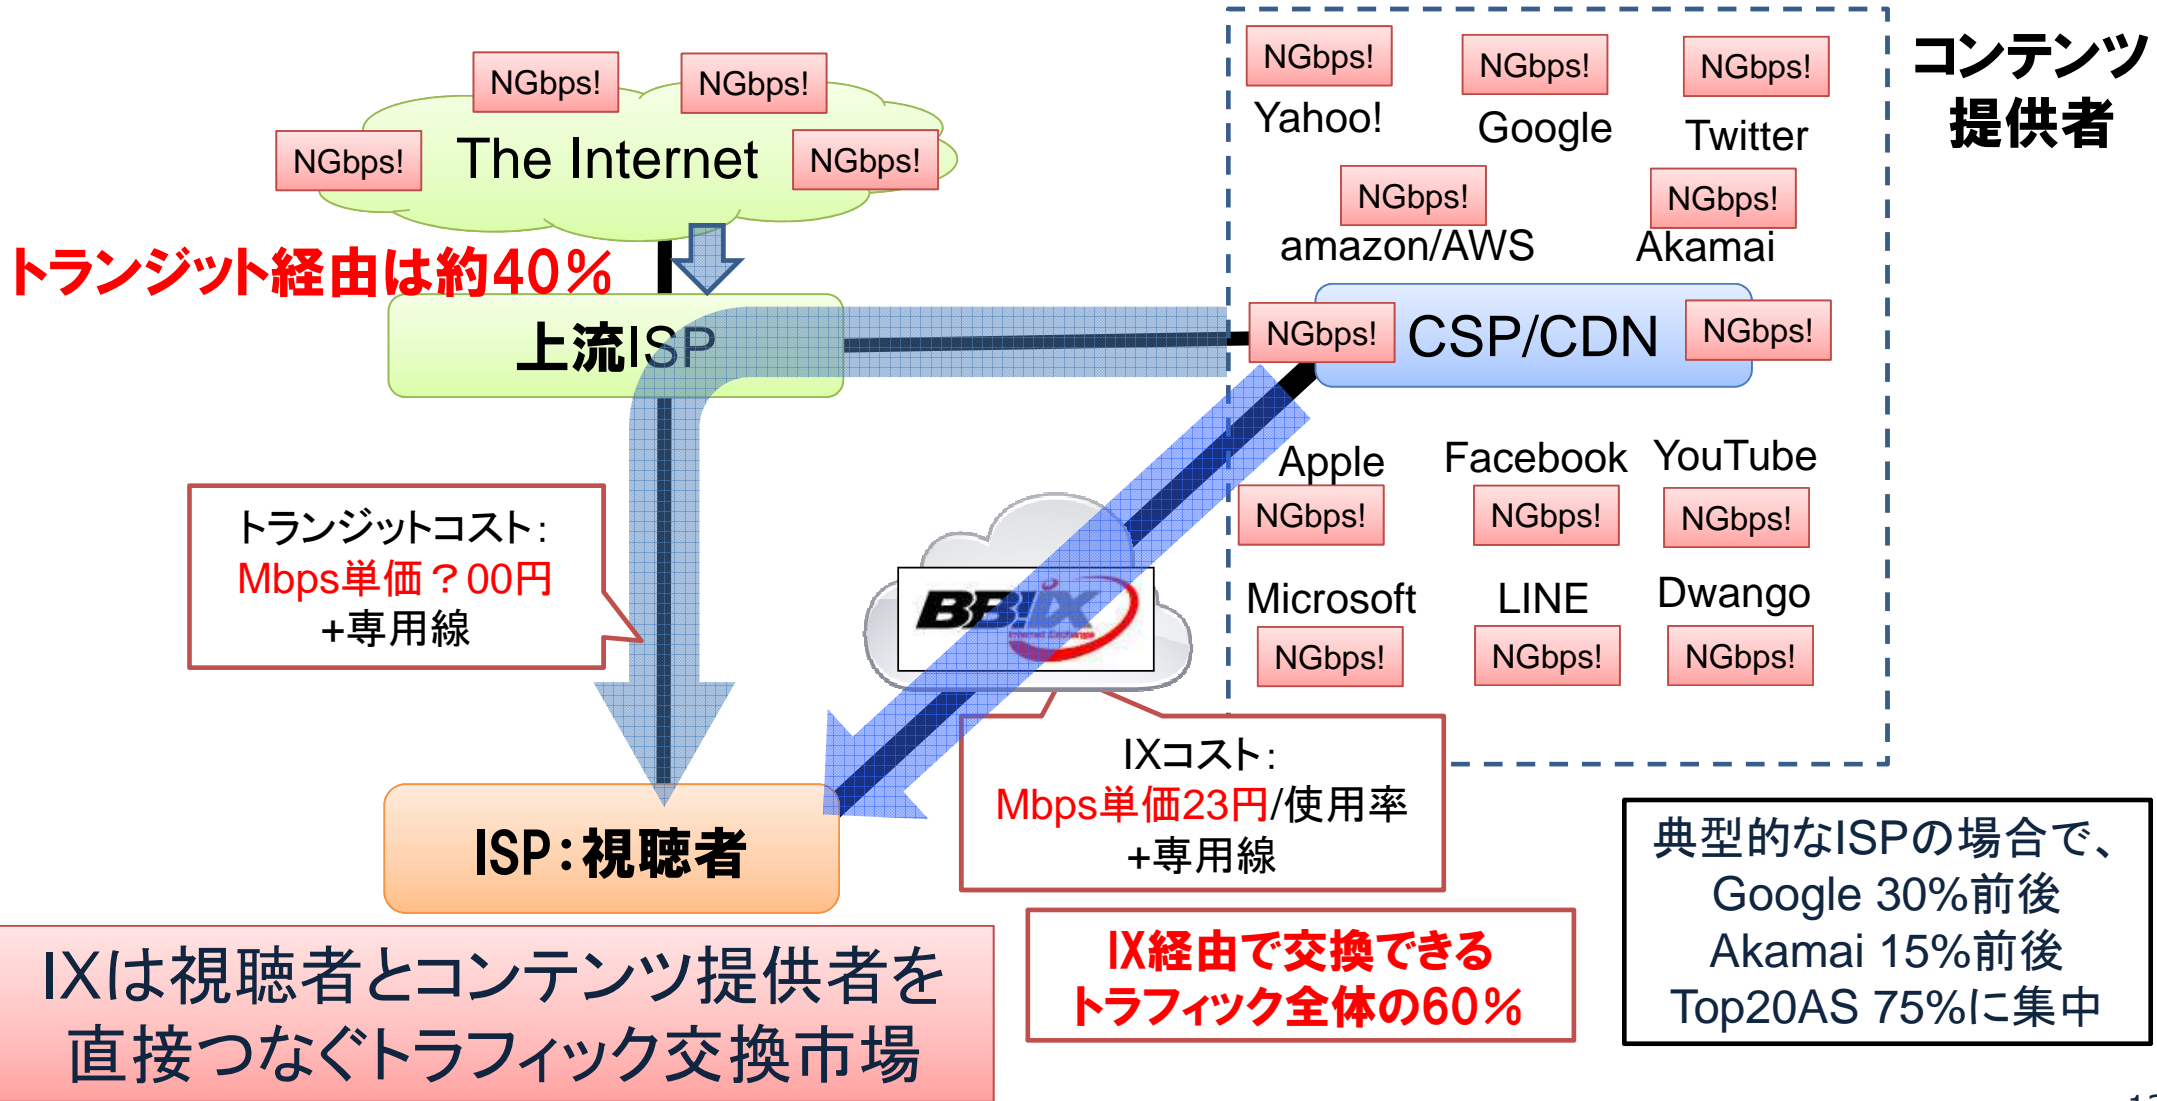 コンテンツ
提供者
NGbps!
NGbps!
NGbps!
NGbps!
The Internet
NGbps!
NGbps!
NGbps!
Yahoo!
Google
Twitter
NGbps!
NGbps!
amazon/AWS
Akamai
トランジット経由は約40%
上流ISP
NGbps!
CSP/CDN
NGbps!
Apple
Facebook
YouTube
NGbps!
NGbps!
NGbps!
Microsoft
LINE
Dwango
NGbps!
NGbps!
NGbps!
トランジットコスト：
Mbps単価？00円
+専用線
BBIX
Internet Exchange
IXコスト：
Mbps単価23円/使用率
+専用線
ISP：視聴者
IX経由で交換できる
トラフィック全体の60%
典型的なISPの場合で、
Google 30%前後
Akamai 15%前後
Top20AS 75%に集中
IXは視聴者とコンテンツ提供者を
直接つなぐトラフィック交換市場